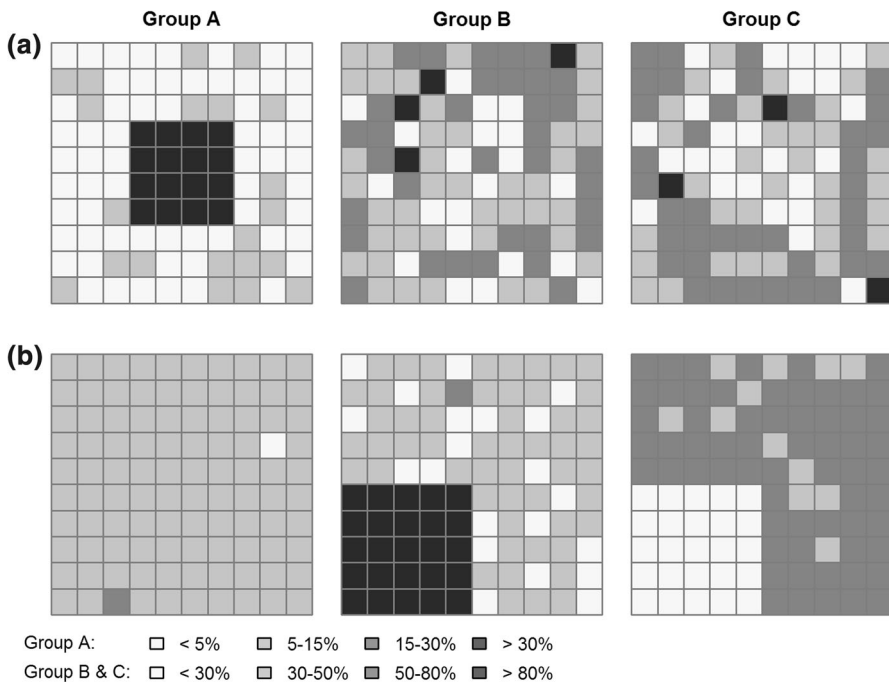 Group A Group B Group C
(a)
(b)
Group A: < 5% 5-15% 15-30% > 30%
Group B & C: < 30% 30-50% 50-80% > 80%